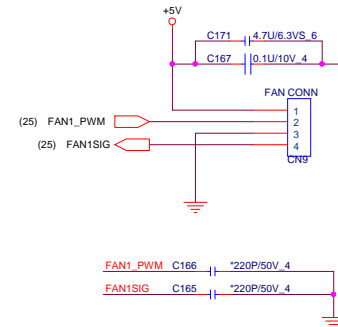 +5V
C171 4.7U/6.3VS_6
C167 0.1U/10V_4
FAN CONN
1
(25) FAN1_PWM 2
3
(25) FAN1SIG 4
CN9
FAN1_PWM C166 *220P/50V_4
FAN1SIG C165 *220P/50V_4